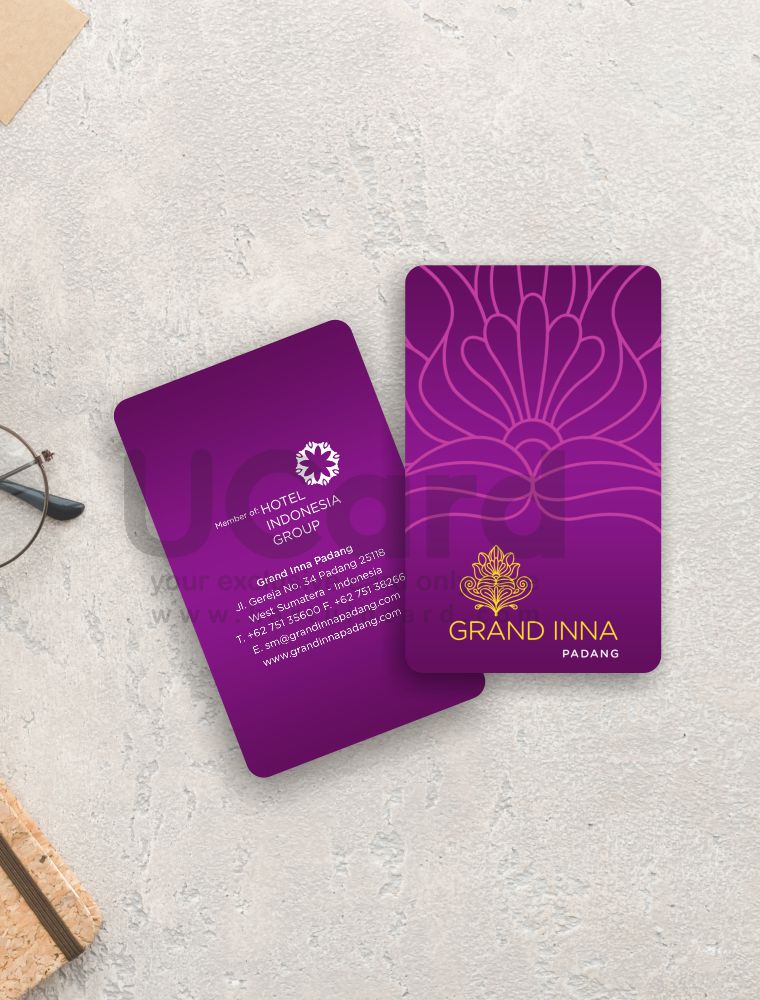 Member of: HOTEL
INDONESIA
GROUP
Grand Inna Padang
Jl. Gereja No. 34 Padang 25118
West Sumatera - Indonesia
T. +62 751 35600 F. +62 751 38266
E. sm@grandinnapadang.com
www.grandinnapadang.com
GRAND INNA
PADANG
UCard
your